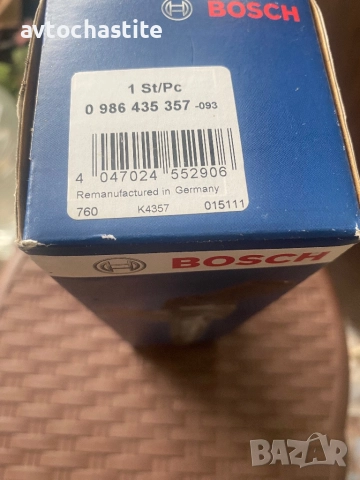 avtochastite
BOSCH
1 St/Pc
0 986 435 357 -093
4 047024 552906
Remanufactured in Germany
760 K4357 015111
BOSCH
BAZAR